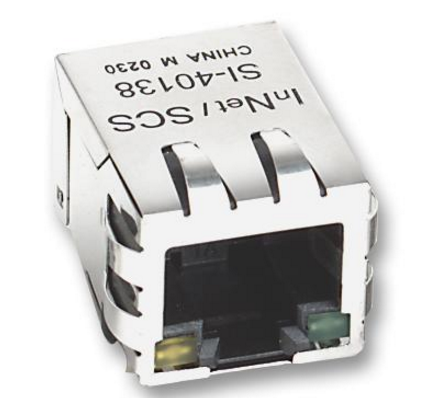 InNet / SCS
SI-40138
CHINA M 0230